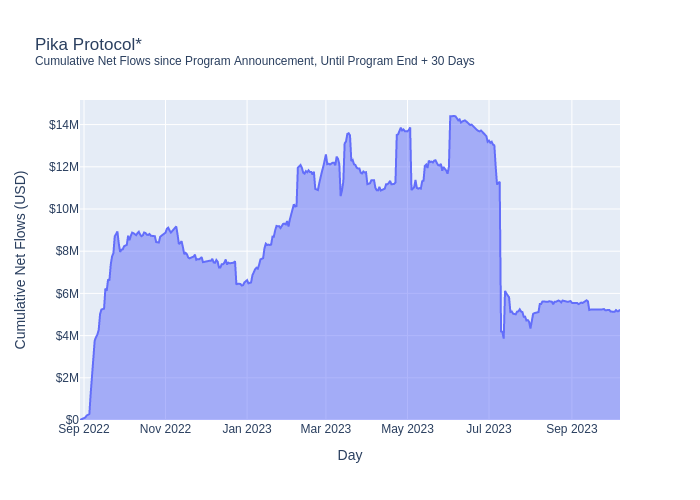 Pika Protocol*
Cumulative Net Flows since Program Announcement, Until Program End + 30 Days
$14M
$12M
$10M
$8M
$6M
$4M
$2M
$0
Cumulative Net Flows (USD)
Sep 2022 Nov 2022 Jan 2023 Mar 2023 May 2023 Jul 2023 Sep 2023
Day